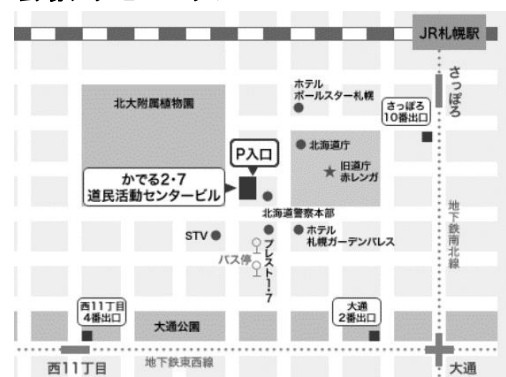 JR札幌駅
さっぽろ
ホテル
ポールスター札幌
北大附属植物園
さっぽろ
10番出口
P入口
北海道庁
旧道庁
赤レンガ
かでる2・7
道民活動センタービル
北海道警察本部
地下鉄南北線
STV
ホテル
札幌ガーデンパレス
バス停
プレスト1・7
西11丁目
4番出口
大通公園
大通
2番出口
西11丁目
地下鉄東西線
大通